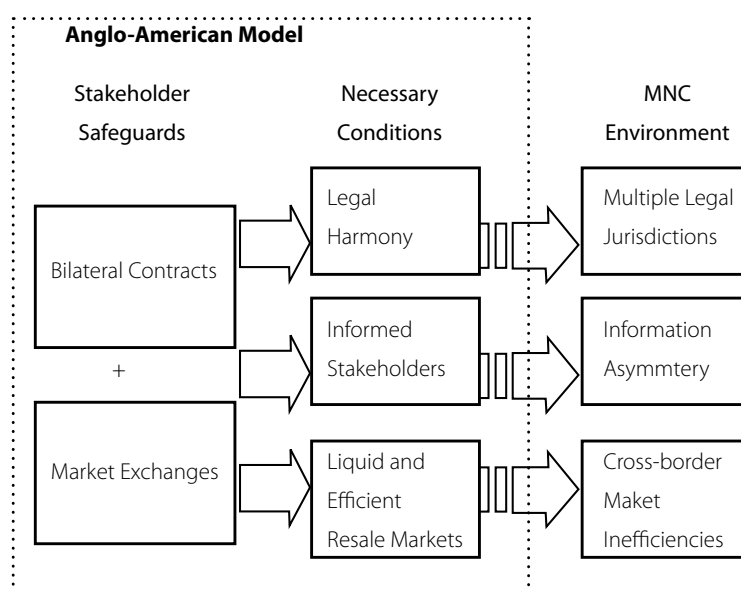 Anglo-American Model
Stakeholder
Safeguards
Necessary
Conditions
MNC
Environment
Bilateral Contracts
+
Market Exchanges
Legal
Harmony
Informed
Stakeholders
Liquid and
Efficient
Resale Markets
Multiple Legal
Jurisdictions
Information
Asymmtery
Cross-border
Maket
Inefficiencies